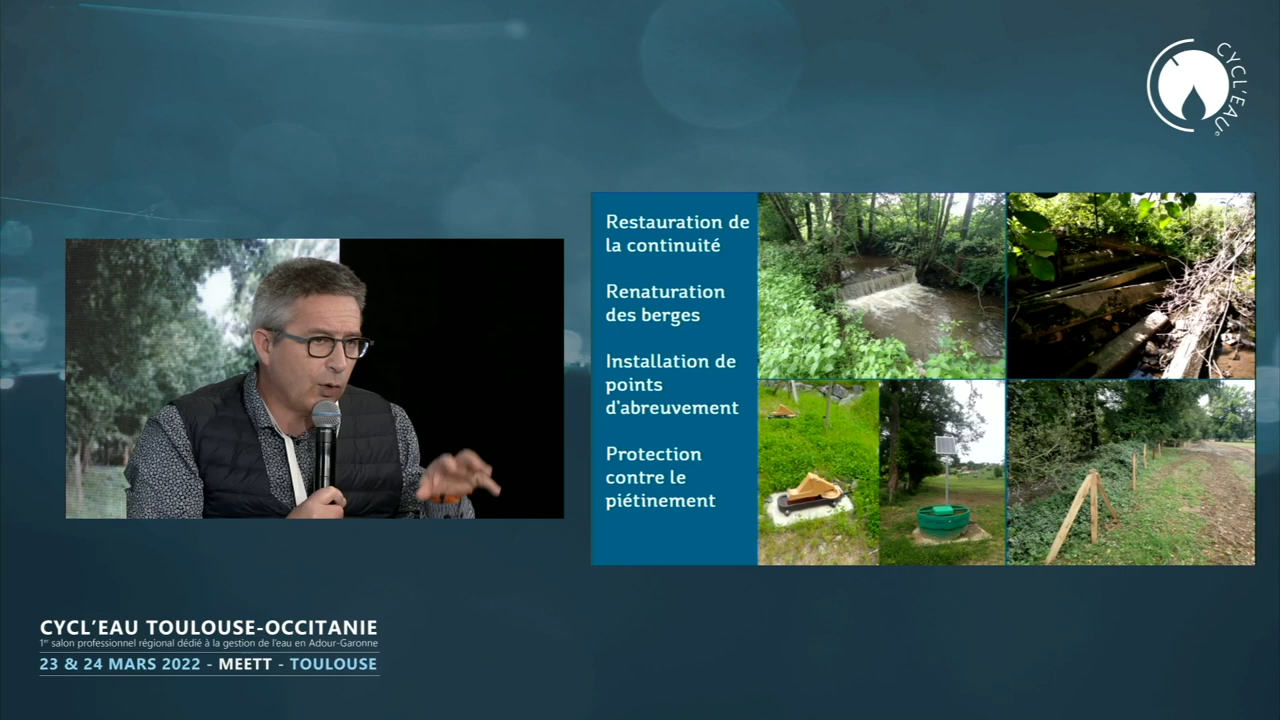 CYCL'EAU
Restauration de
la continuité
Renaturation
des berges
Installation de
points
d'abreuvement
Protection
contre le
piétinement
CYCL'EAU TOULOUSE-OCCITANIE
1er salon professionnel régional dédié à la gestion de l'eau en Adour-Garonne
23 & 24 MARS 2022 - MEETT - TOULOUSE